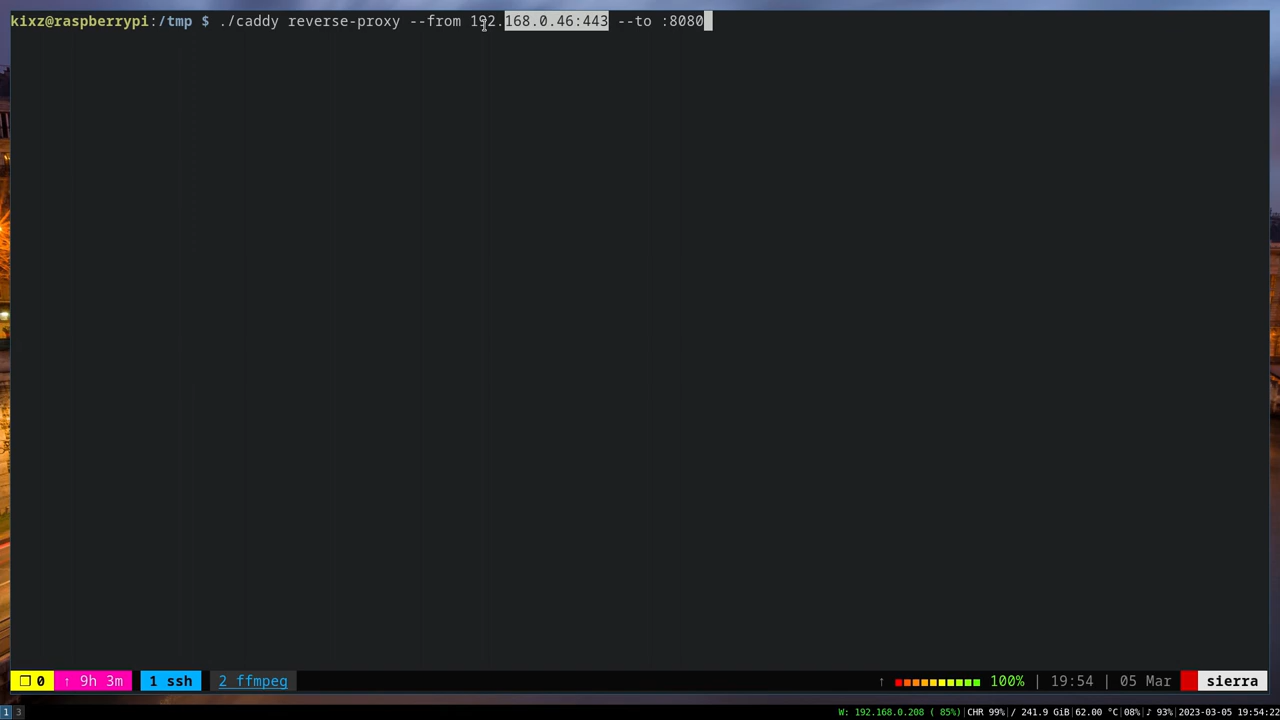 kixz@raspberrypi:/tmp $ ./caddy reverse-proxy --from 192.168.0.46:443 --to :8080
❐ 0 ↑ 9h 3m 1 ssh 2 ffmpeg ↑ 100% | 19:54 | 05 Mar sierra
1 3 W: 192.168.0.208 ( 85%)|CHR 99%|/ 241.9 GiB|62.00 °C|08%|♪ 93%|2023-03-05 19:54:22